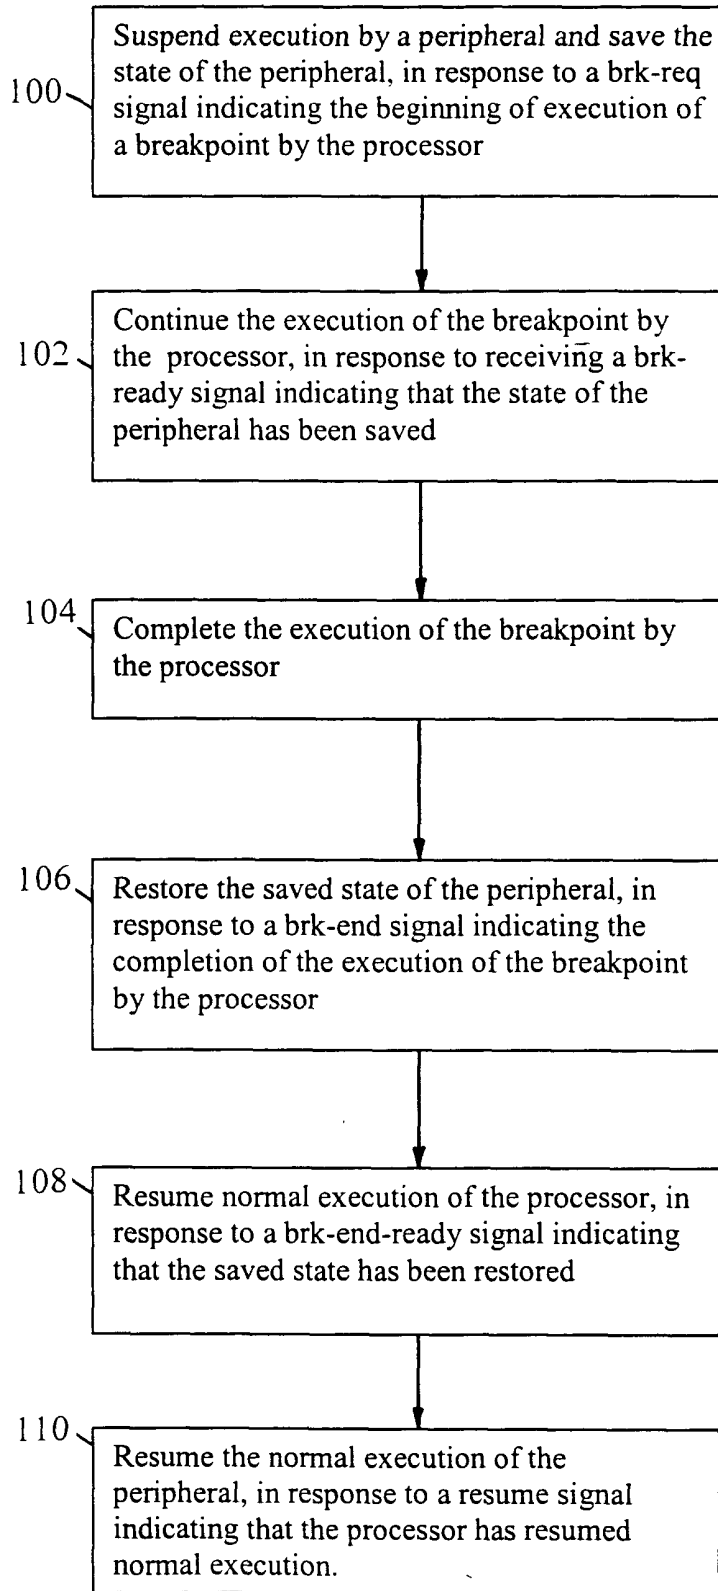 Suspend execution by a peripheral and save the
state of the peripheral, in response to a brk-req
100
signal indicating the beginning of execution of
a breakpoint by the processor
Continue the execution of the breakpoint by
102
the processor, in response to receiving a brk-
ready signal indicating that the state of the
peripheral has been saved
104
Complete the execution of the breakpoint by
the processor
106
Restore the saved state of the peripheral, in
response to a brk-end signal indicating the
completion of the execution of the breakpoint
by the processor
108
Resume normal execution of the processor, in
response to a brk-end-ready signal indicating
that the saved state has been restored
110
Resume the normal execution of the
peripheral, in response to a resume signal
indicating that the processor has resumed
normal execution.